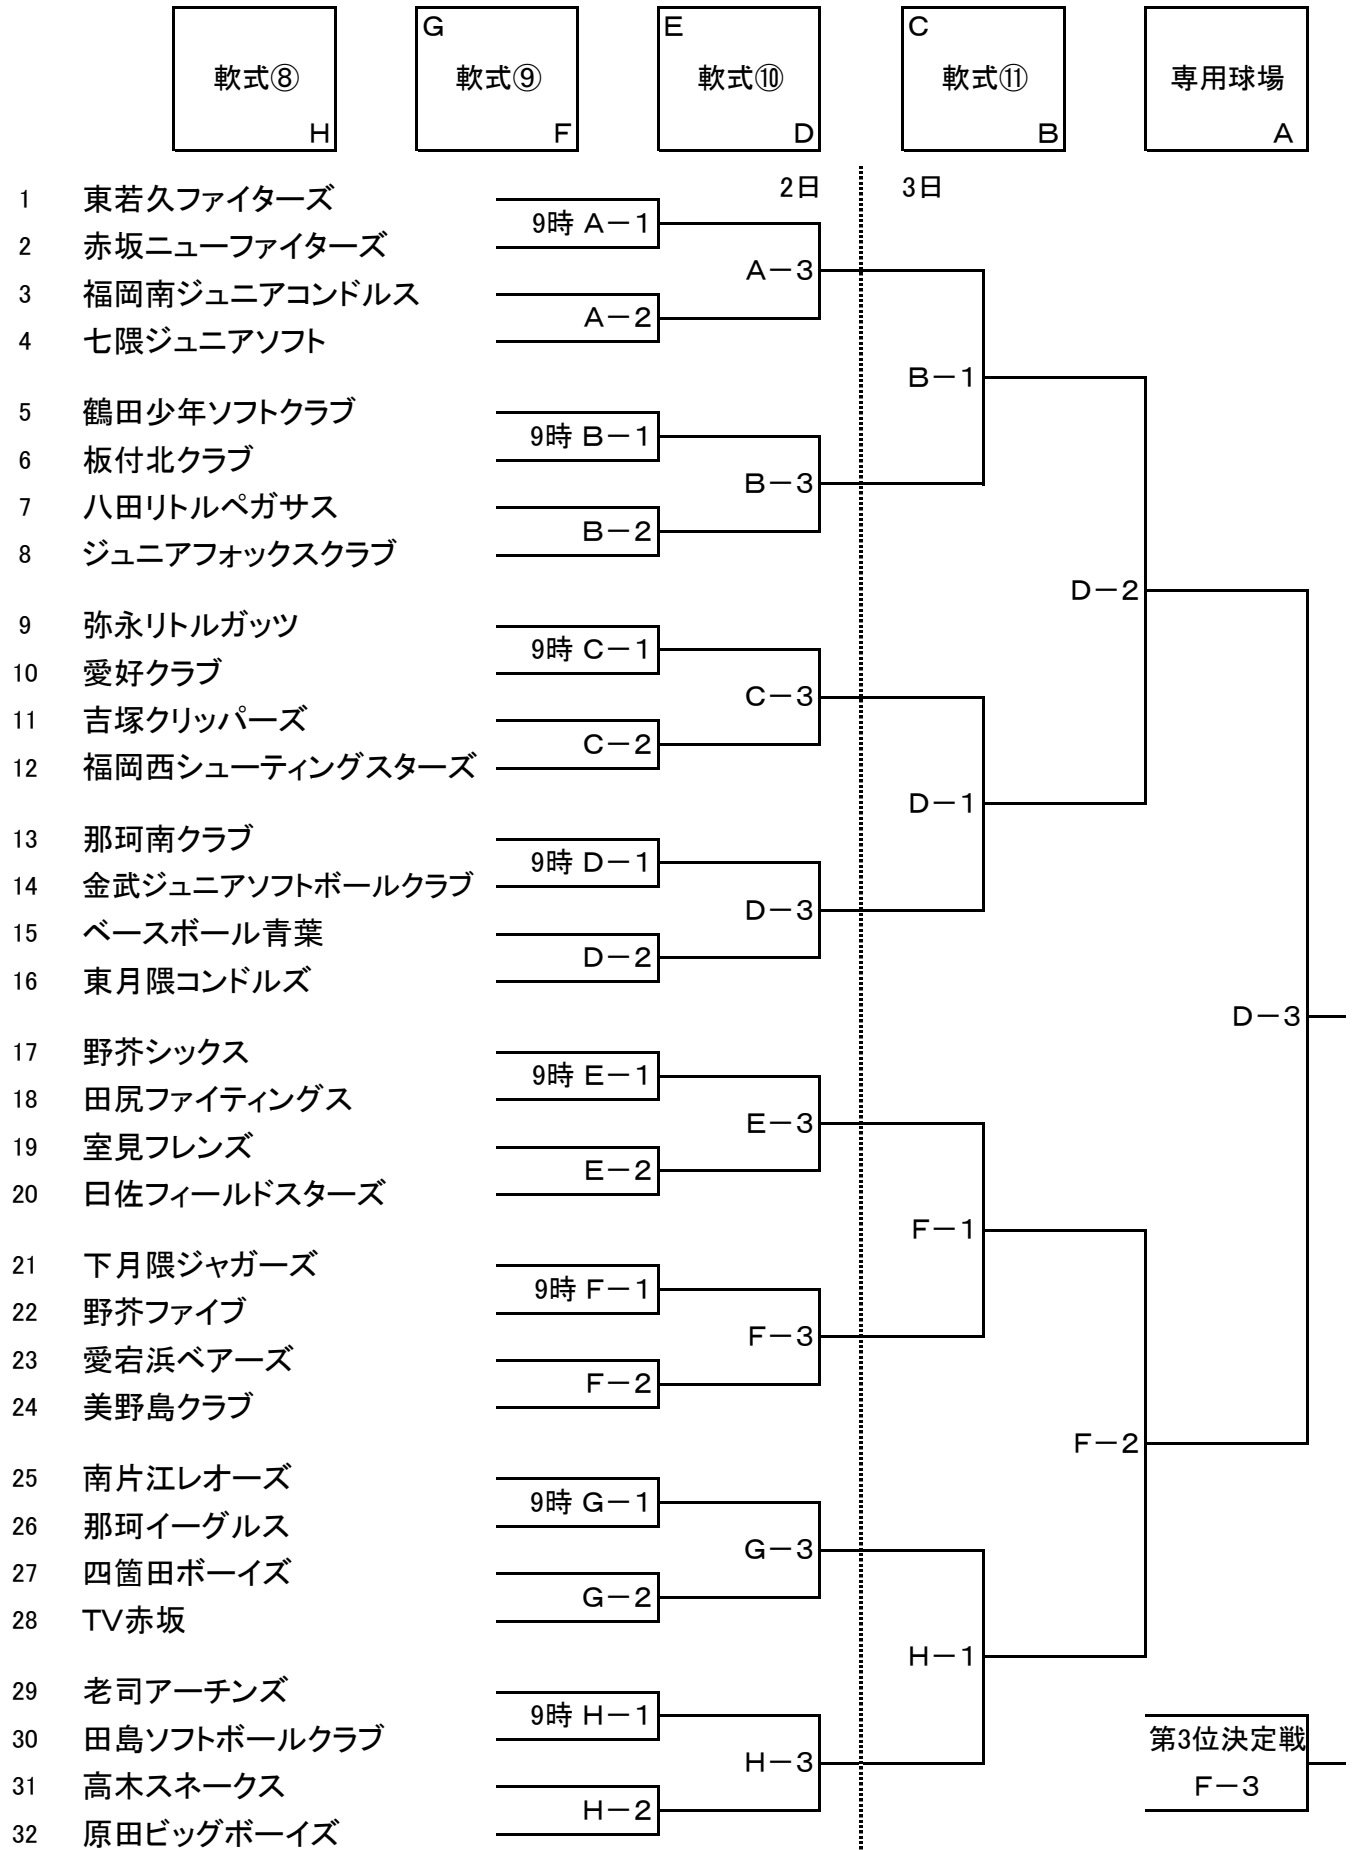 G E C
軟式⑧ 軟式⑨ 軟式⑩ 軟式⑪ 専用球場
H F D B A
2日 3日
1 東若久ファイターズ
9時 A－1
2 赤坂ニューファイターズ
A－3
3 福岡南ジュニアコンドルス
A－2
4 七隈ジュニアソフト
B－1
5 鶴田少年ソフトクラブ
9時 B－1
6 板付北クラブ
B－3
7 八田リトルペガサス
B－2
8 ジュニアフォックスクラブ
D－2
9 弥永リトルガッツ
9時 C－1
10 愛好クラブ
C－3
11 吉塚クリッパーズ
C－2
12 福岡西シューティングスターズ
D－1
13 那珂南クラブ
9時 D－1
14 金武ジュニアソフトボールクラブ
D－3
15 ベースボール青葉
D－2
16 東月隈コンドルズ
D－3
17 野芥シックス
9時 E－1
18 田尻ファイティングス
E－3
19 室見フレンズ
E－2
20 曰佐フィールドスターズ
F－1
21 下月隈ジャガーズ
9時 F－1
22 野芥ファイブ
F－3
23 愛宕浜ベアーズ
F－2
24 美野島クラブ
F－2
25 南片江レオーズ
9時 G－1
26 那珂イーグルス
G－3
27 四箇田ボーイズ
G－2
28 TV赤坂
H－1
29 老司アーチンズ
9時 H－1
30 田島ソフトボールクラブ
第3位決定戦
H－3
31 高木スネークス
F－3
H－2
32 原田ビッグボーイズ